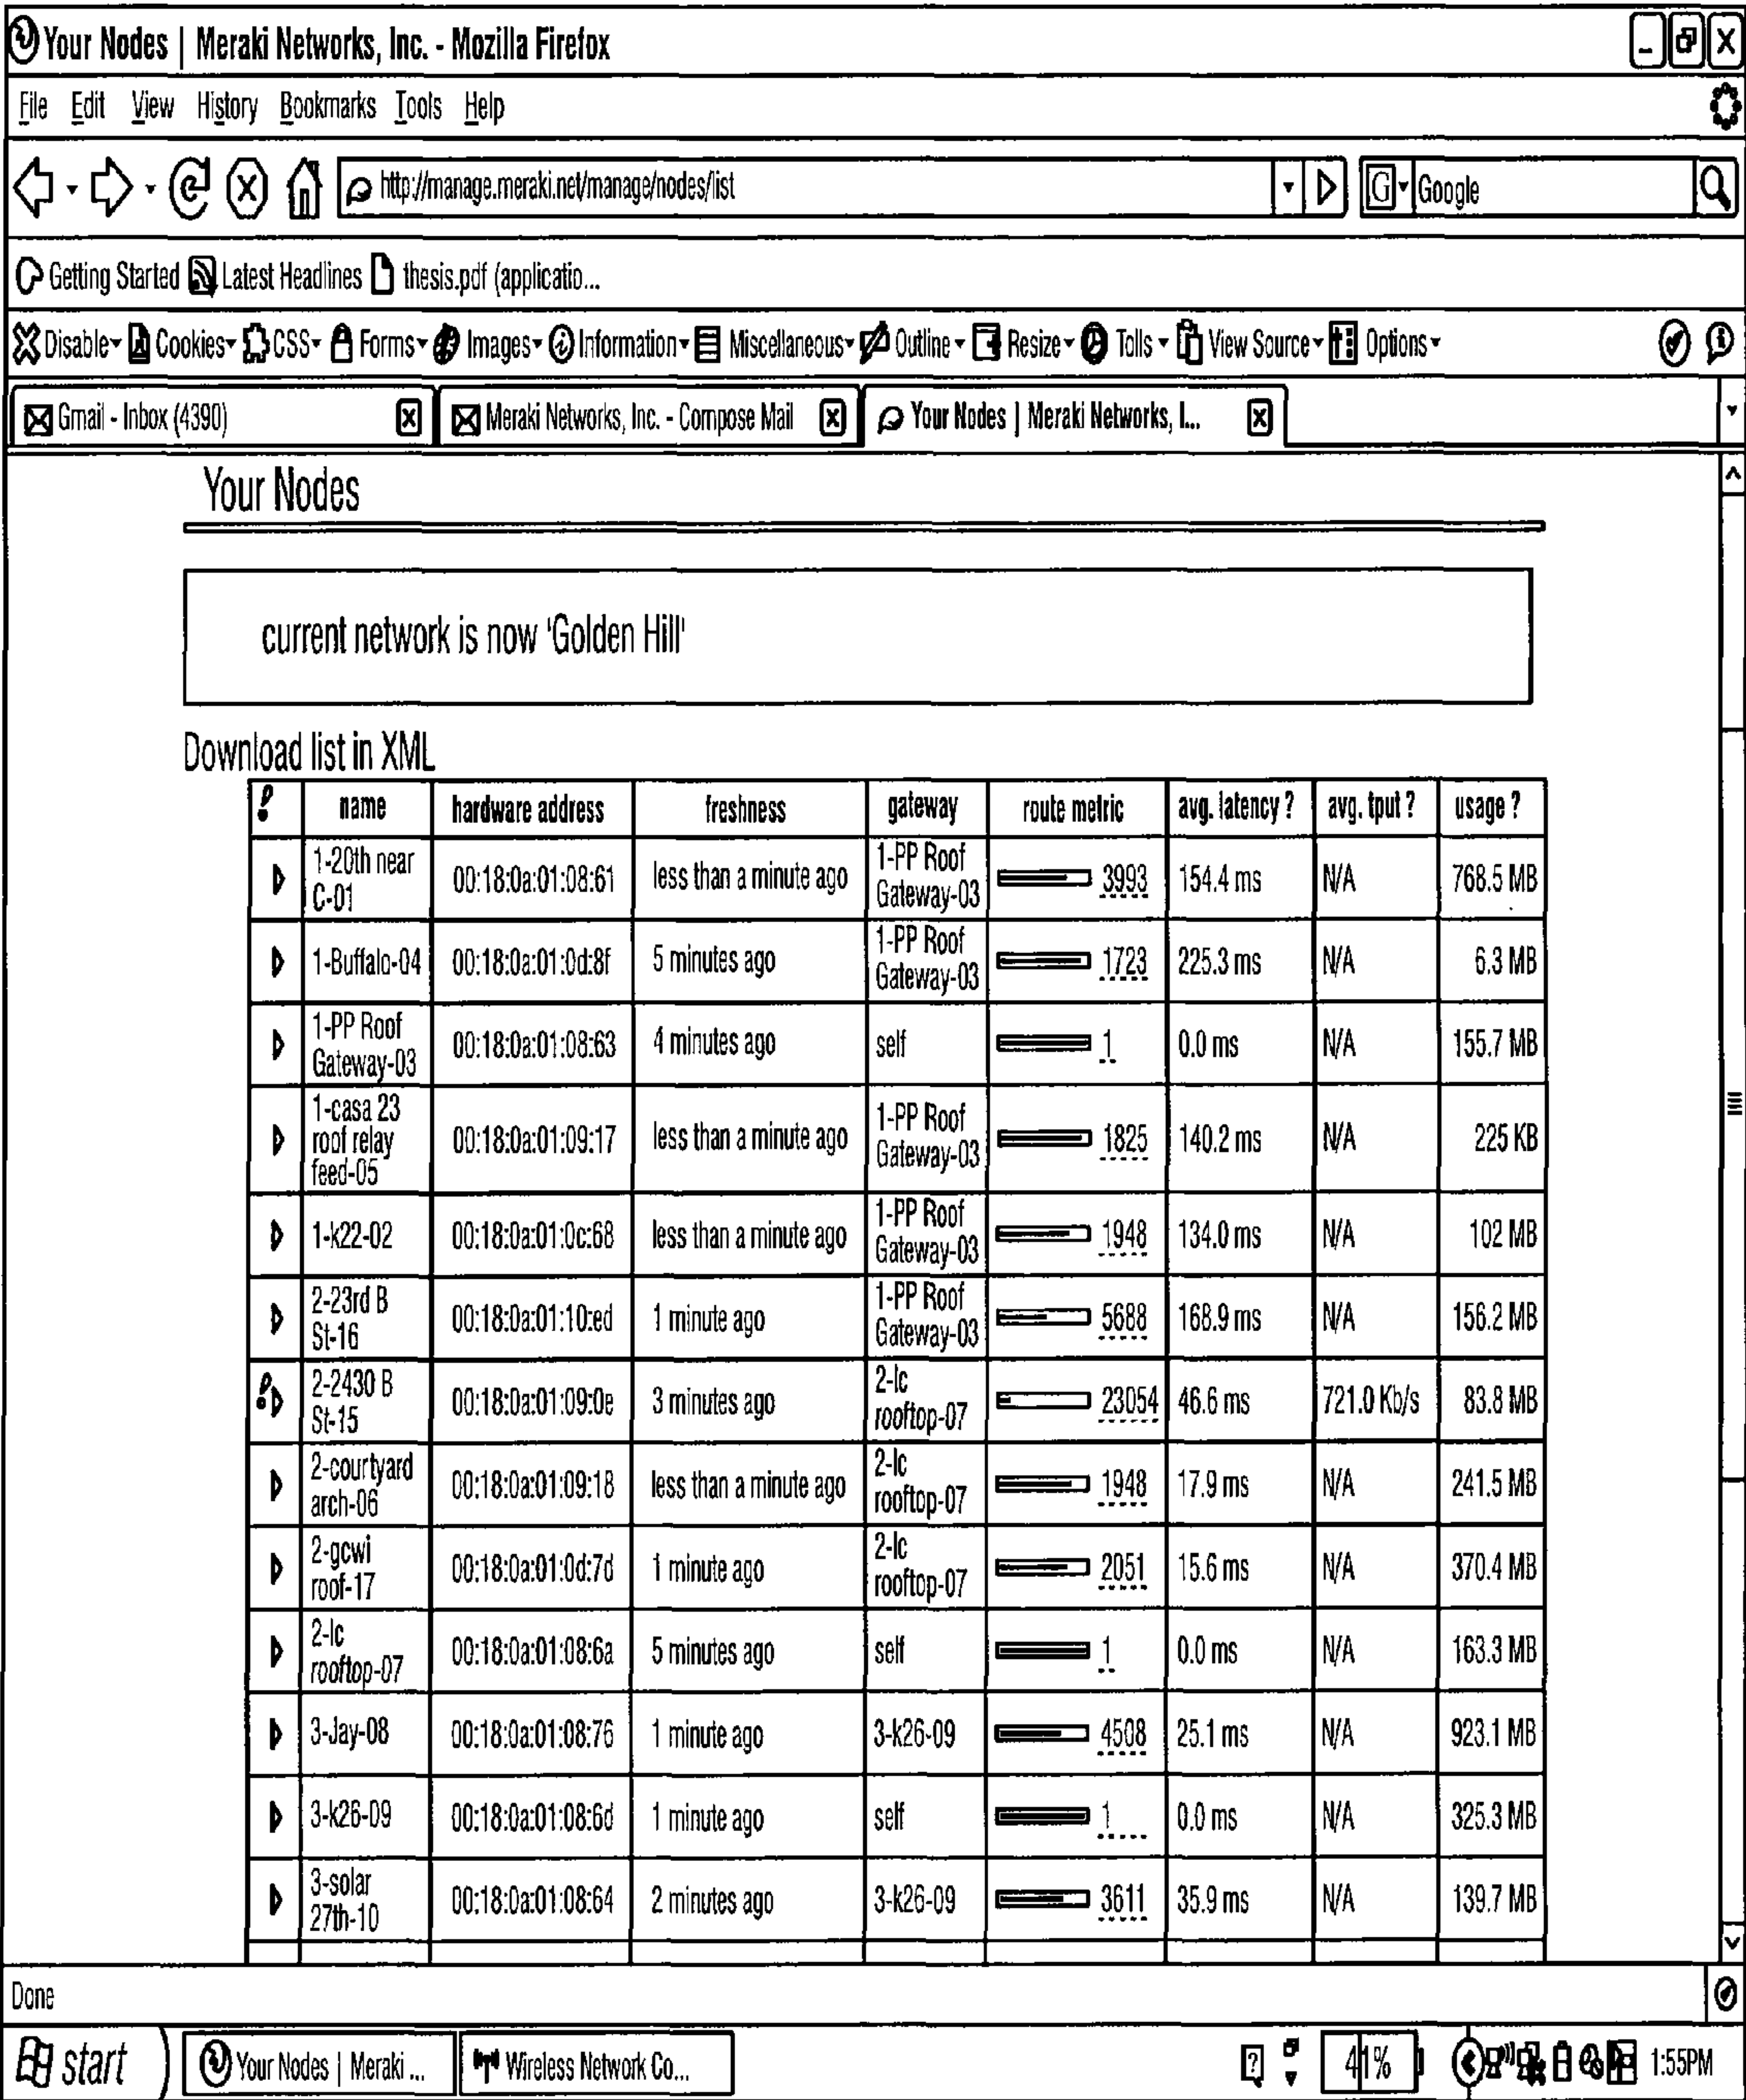 Your Nodes | Meraki Networks, Inc. - Mozilla Firefox
File Edit View History Bookmarks Tools Help
http://manage.meraki.net/manage/nodes/list G Google
Getting Started Latest Headlines thesis.pdf (applicatio...
Disable Cookies CSS Forms Images Information Miscellaneous Outline Resize Tolls View Source Options
Gmail - Inbox (4390) Meraki Networks, Inc. - Compose Mail Your Nodes | Meraki Networks, I...
Your Nodes
current network is now 'Golden Hill'
Download list in XML
! name hardware address freshness gateway route metric avg. latency ? avg. tput ? usage ?
1-20th near C-01 00:18:0a:01:08:61 less than a minute ago 1-PP Roof Gateway-03 3993 154.4 ms N/A 768.5 MB
1-Buffalo-04 00:18:0a:01:0d:8f 5 minutes ago 1-PP Roof Gateway-03 1723 225.3 ms N/A 6.3 MB
1-PP Roof Gateway-03 00:18:0a:01:08:63 4 minutes ago self 1 0.0 ms N/A 155.7 MB
1-casa 23 roof relay feed-05 00:18:0a:01:09:17 less than a minute ago 1-PP Roof Gateway-03 1825 140.2 ms N/A 225 KB
1-k22-02 00:18:0a:01:0c:68 less than a minute ago 1-PP Roof Gateway-03 1948 134.0 ms N/A 102 MB
2-23rd B St-16 00:18:0a:01:10:ed 1 minute ago 1-PP Roof Gateway-03 5688 168.9 ms N/A 156.2 MB
! 2-2430 B St-15 00:18:0a:01:09:0e 3 minutes ago 2-lc rooftop-07 23054 46.6 ms 721.0 Kb/s 83.8 MB
2-courtyard arch-06 00:18:0a:01:09:18 less than a minute ago 2-lc rooftop-07 1948 17.9 ms N/A 241.5 MB
2-gcwi roof-17 00:18:0a:01:0d:7d 1 minute ago 2-lc rooftop-07 2051 15.6 ms N/A 370.4 MB
2-lc rooftop-07 00:18:0a:01:08:6a 5 minutes ago self 1 0.0 ms N/A 163.3 MB
3-Jay-08 00:18:0a:01:08:76 1 minute ago 3-k26-09 4508 25.1 ms N/A 923.1 MB
3-k26-09 00:18:0a:01:08:6d 1 minute ago self 1 0.0 ms N/A 325.3 MB
3-solar 27th-10 00:18:0a:01:08:64 2 minutes ago 3-k26-09 3611 35.9 ms N/A 139.7 MB
Done
start Your Nodes | Meraki ... Wireless Network Co... ? 41% 1:55PM